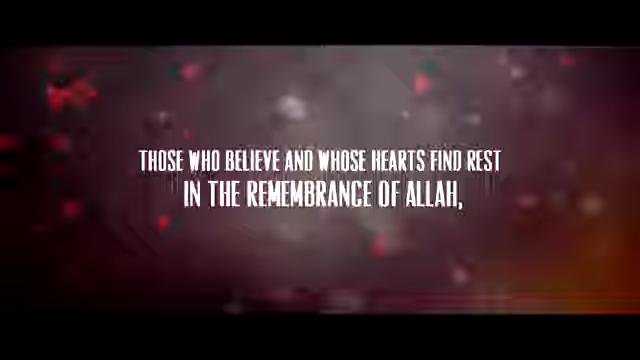 THOSE WHO BELIEVE AND WHOSE HEARTS FIND REST
IN THE REMEMBRANCE OF ALLAH,